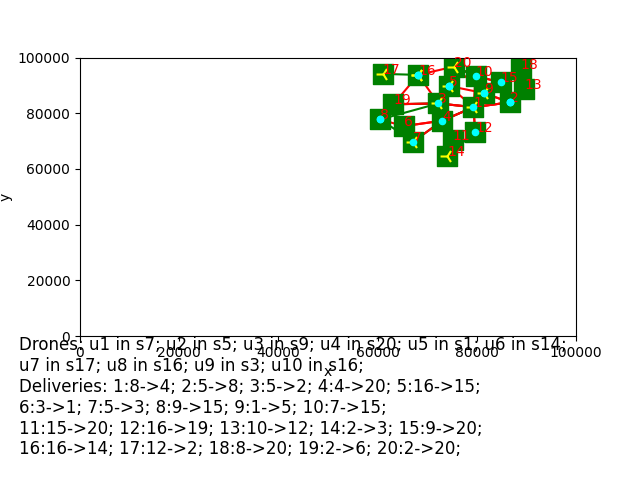 100000
80000
60000
40000
20000
0
y
0 20000 40000 60000 80000 100000
x
19
14
Drones: u1 in s7; u2 in s5; u3 in s9; u4 in s20; u5 in s1; u6 in s14;
u7 in s17; u8 in s16; u9 in s3; u10 in s16;
Deliveries: 1:8->4; 2:5->8; 3:5->2; 4:4->20; 5:16->15;
6:3->1; 7:5->3; 8:9->15; 9:1->5; 10:7->15;
11:15->20; 12:16->19; 13:10->12; 14:2->3; 15:9->20;
16:16->14; 17:12->2; 18:8->20; 19:2->6; 20:2->20;